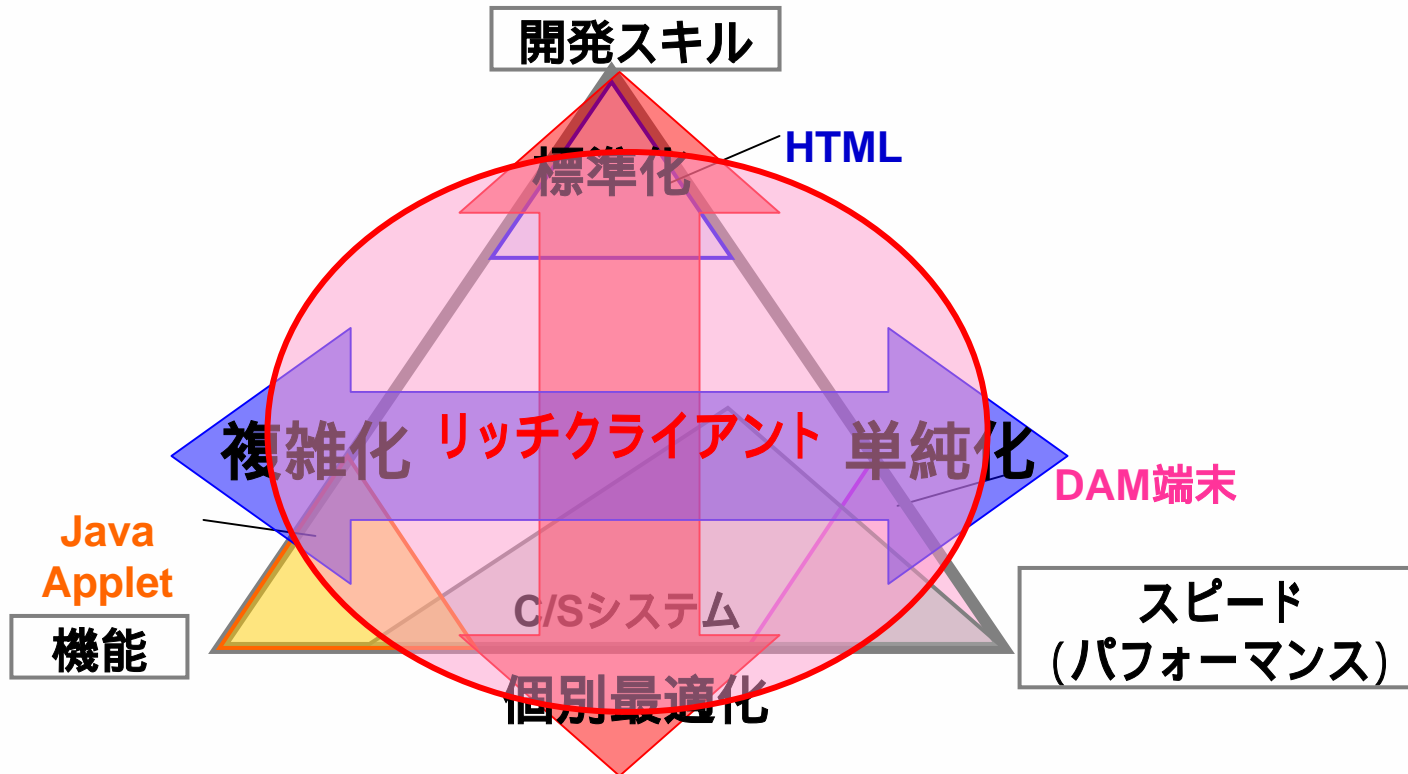 開発スキル
HTML
標準化
複雑化
リッチクライアント
単純化
DAM端末
Java
Applet
機能
C/Sシステム
スピード
(パフォーマンス)
個別最適化